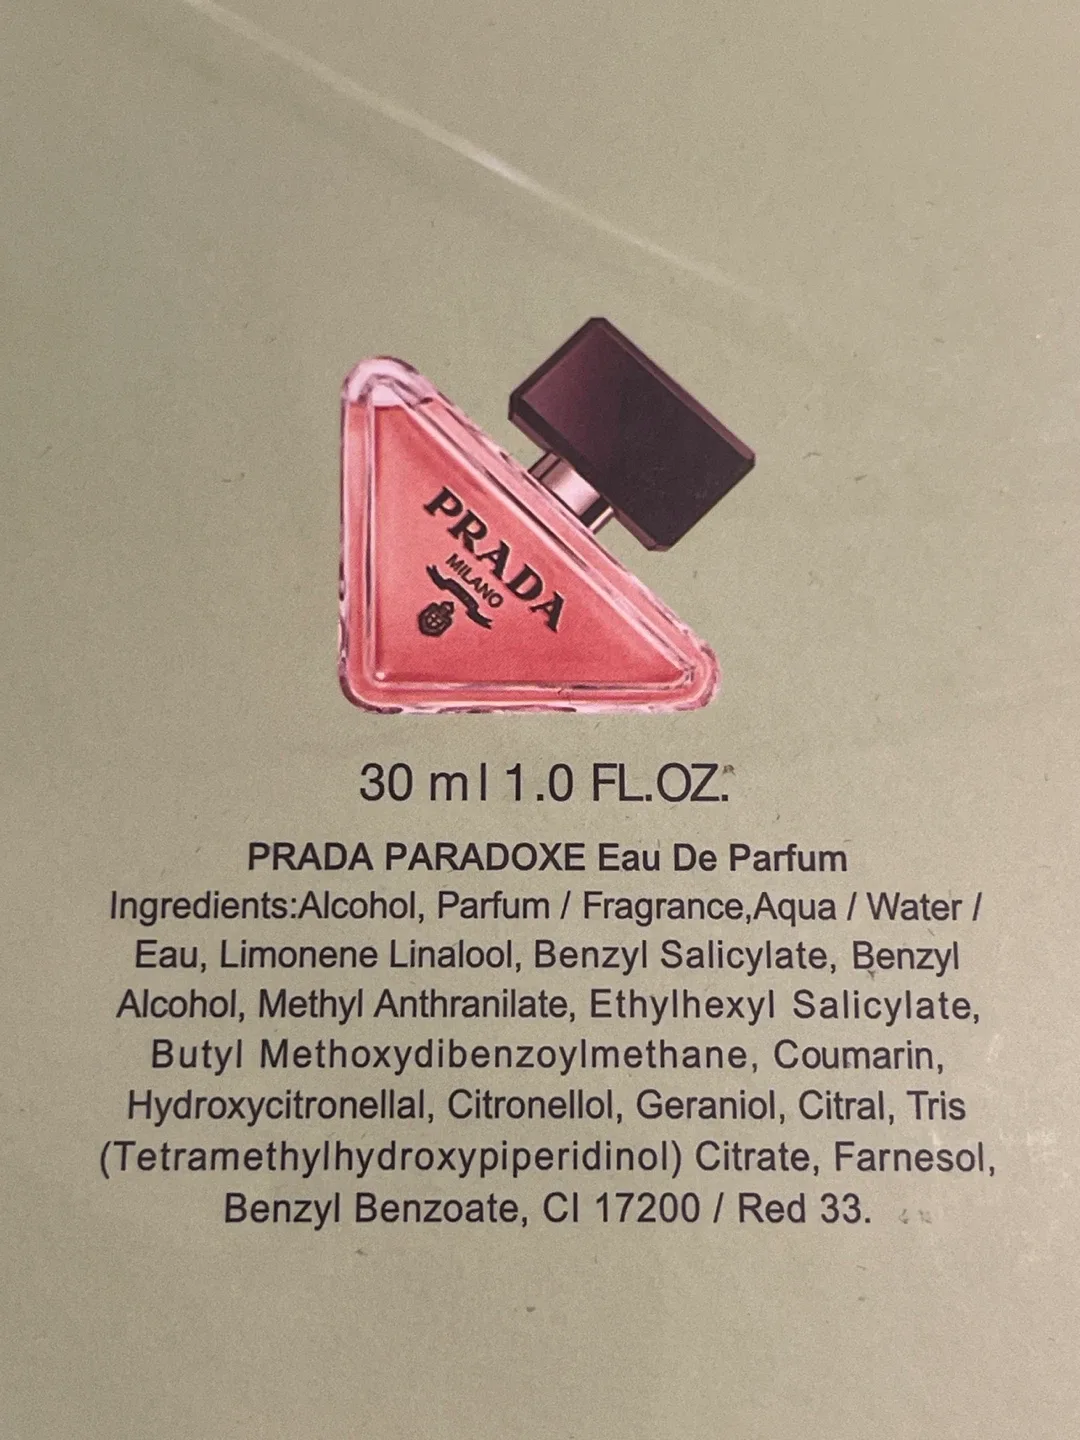 PRADA
MILANO
30 ml 1.0 FL.OZ.
PRADA PARADOXE Eau De Parfum
Ingredients:Alcohol, Parfum / Fragrance,Aqua / Water /
Eau, Limonene Linalool, Benzyl Salicylate, Benzyl
Alcohol, Methyl Anthranilate, Ethylhexyl Salicylate,
Butyl Methoxydibenzoylmethane, Coumarin,
Hydroxycitronellal, Citronellol, Geraniol, Citral, Tris
(Tetramethylhydroxypiperidinol) Citrate, Farnesol,
Benzyl Benzoate, CI 17200 / Red 33.